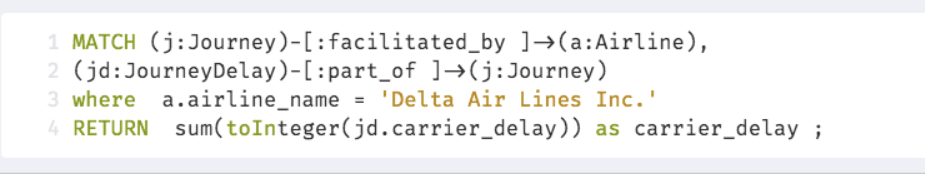 1 MATCH (j:Journey)-[:facilitated_by ]→(a:Airline),
2 (jd:JourneyDelay)-[:part_of ]→(j:Journey)
3 where  a.airline_name = 'Delta Air Lines Inc.'
4 RETURN  sum(toInteger(jd.carrier_delay)) as carrier_delay ;